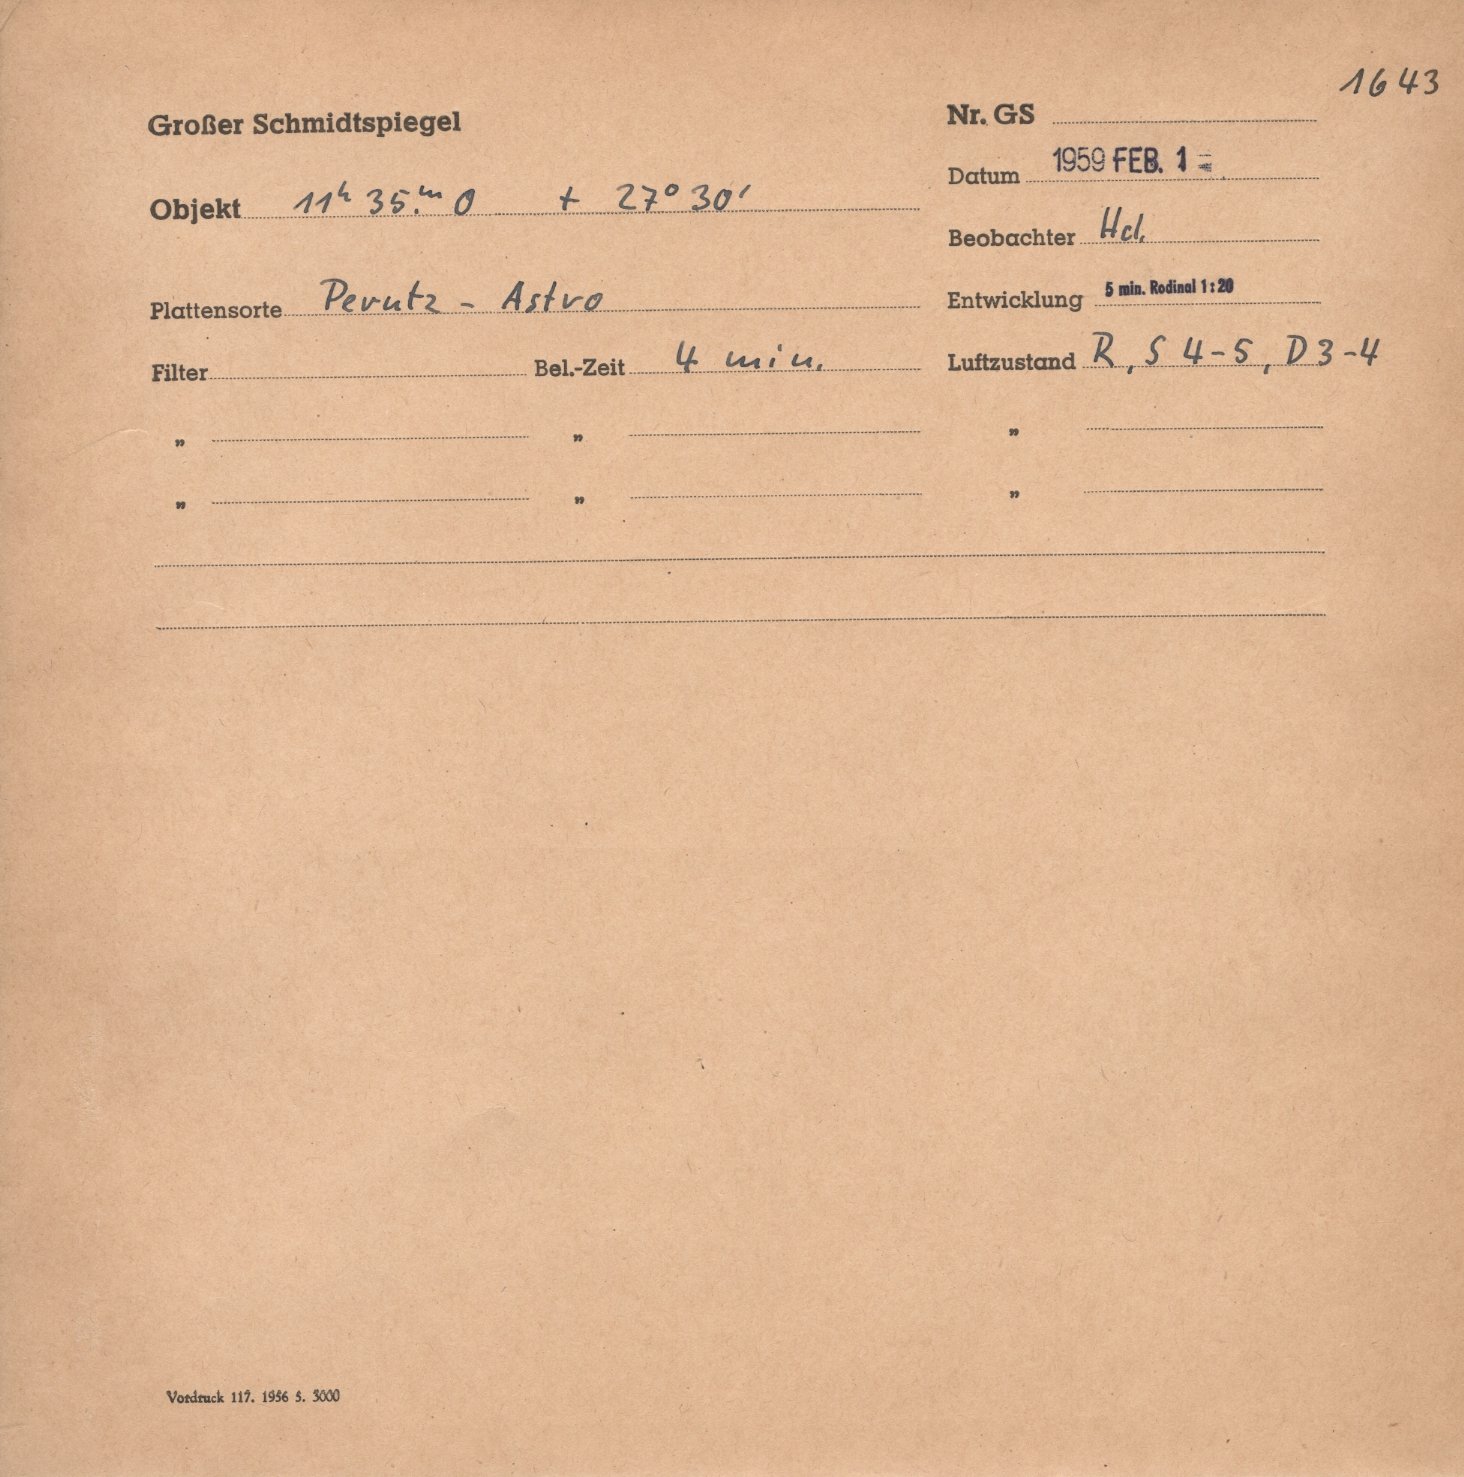 1643
Großer Schmidtspiegel
Nr. GS
Datum 1959 FEB. 1
Objekt 11h 35.m 0 + 27° 30'
Beobachter Hd.
Plattensorte Perutz - Astro
Entwicklung 5 min. Rodinal 1:20
Filter Bel.-Zeit 4 min. Luftzustand R, S 4-5, D 3-4
„ „ „
„ „ „
Vordruck 117. 1956 5. 3000